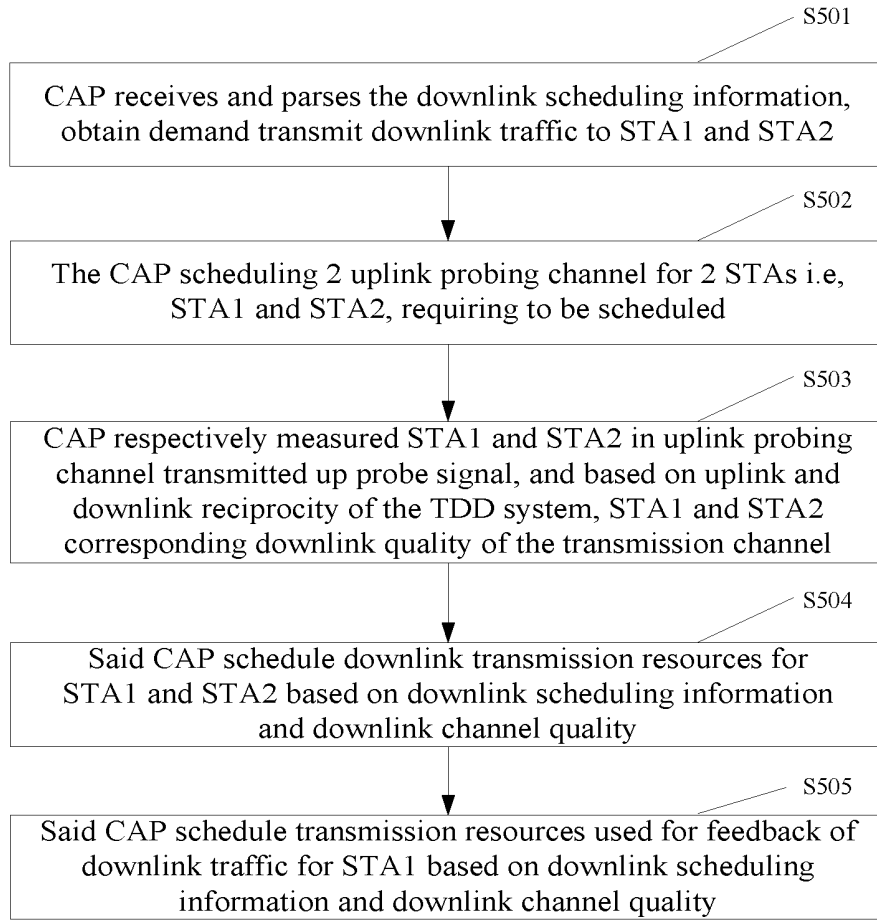 S501
CAP receives and parses the downlink scheduling information,
obtain demand transmit downlink traffic to STA1 and STA2
S502
The CAP scheduling 2 uplink probing channel for 2 STAs i.e,
STA1 and STA2, requiring to be scheduled
S503
CAP respectively measured STA1 and STA2 in uplink probing
channel transmitted up probe signal, and based on uplink and
downlink reciprocity of the TDD system, STA1 and STA2
corresponding downlink quality of the transmission channel
S504
Said CAP schedule downlink transmission resources for
STA1 and STA2 based on downlink scheduling information
and downlink channel quality
S505
Said CAP schedule transmission resources used for feedback of
downlink traffic for STA1 based on downlink scheduling
information and downlink channel quality